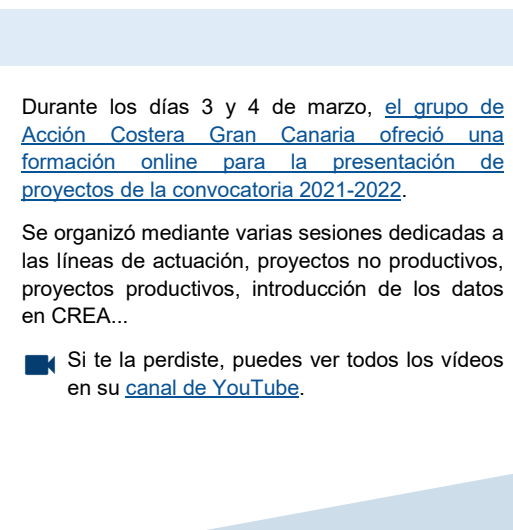 Durante los días 3 y 4 de marzo, el grupo de
Acción Costera Gran Canaria ofreció una
formación online para la presentación de
proyectos de la convocatoria 2021-2022.
Se organizó mediante varias sesiones dedicadas a
las líneas de actuación, proyectos no productivos,
proyectos productivos, introducción de los datos
en CREA...
Si te la perdiste, puedes ver todos los vídeos
en su canal de YouTube.